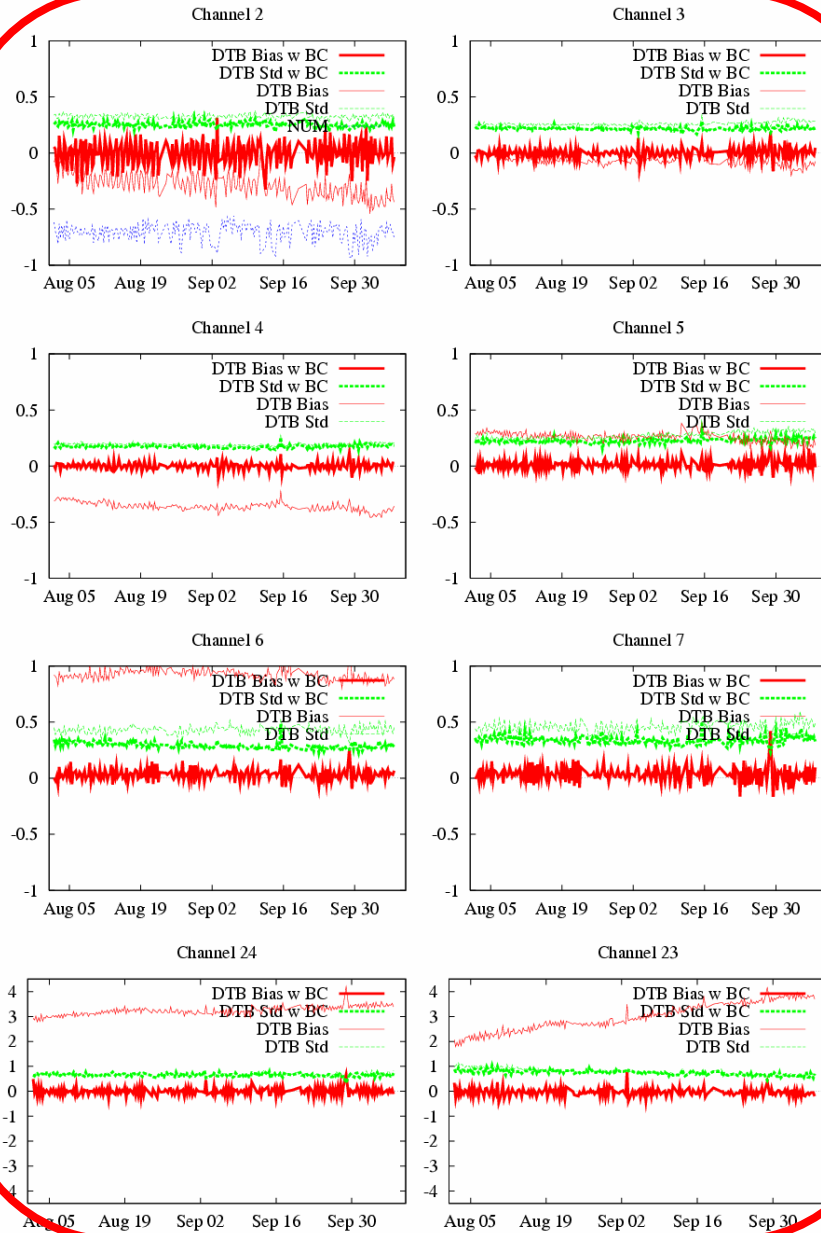 Channel 2
1
0.5
0
-0.5
-1
DTB Bias w BC
DTB Std w BC
DTB Bias
DTB Std
NUM
Aug 05 Aug 19 Sep 02 Sep 16 Sep 30
Channel 3
1
0.5
0
-0.5
-1
DTB Bias w BC
DTB Std w BC
DTB Bias
DTB Std
Aug 05 Aug 19 Sep 02 Sep 16 Sep 30
Channel 4
1
0.5
0
-0.5
-1
DTB Bias w BC
DTB Std w BC
DTB Bias
DTB Std
Aug 05 Aug 19 Sep 02 Sep 16 Sep 30
Channel 5
1
0.5
0
-0.5
-1
DTB Bias w BC
DTB Std w BC
DTB Bias
DTB Std
Aug 05 Aug 19 Sep 02 Sep 16 Sep 30
Channel 6
1
0.5
0
-0.5
-1
DTB Bias w BC
DTB Std w BC
DTB Bias
DTB Std
Aug 05 Aug 19 Sep 02 Sep 16 Sep 30
Channel 7
1
0.5
0
-0.5
-1
DTB Bias w BC
DTB Std w BC
DTB Bias
DTB Std
Aug 05 Aug 19 Sep 02 Sep 16 Sep 30
Channel 24
4
3
2
1
0
-1
-2
-3
-4
DTB Bias w BC
DTB Std w BC
DTB Bias
DTB Std
Aug 05 Aug 19 Sep 02 Sep 16 Sep 30
Channel 23
4
3
2
1
0
-1
-2
-3
-4
DTB Bias w BC
DTB Std w BC
DTB Bias
DTB Std
Aug 05 Aug 19 Sep 02 Sep 16 Sep 30